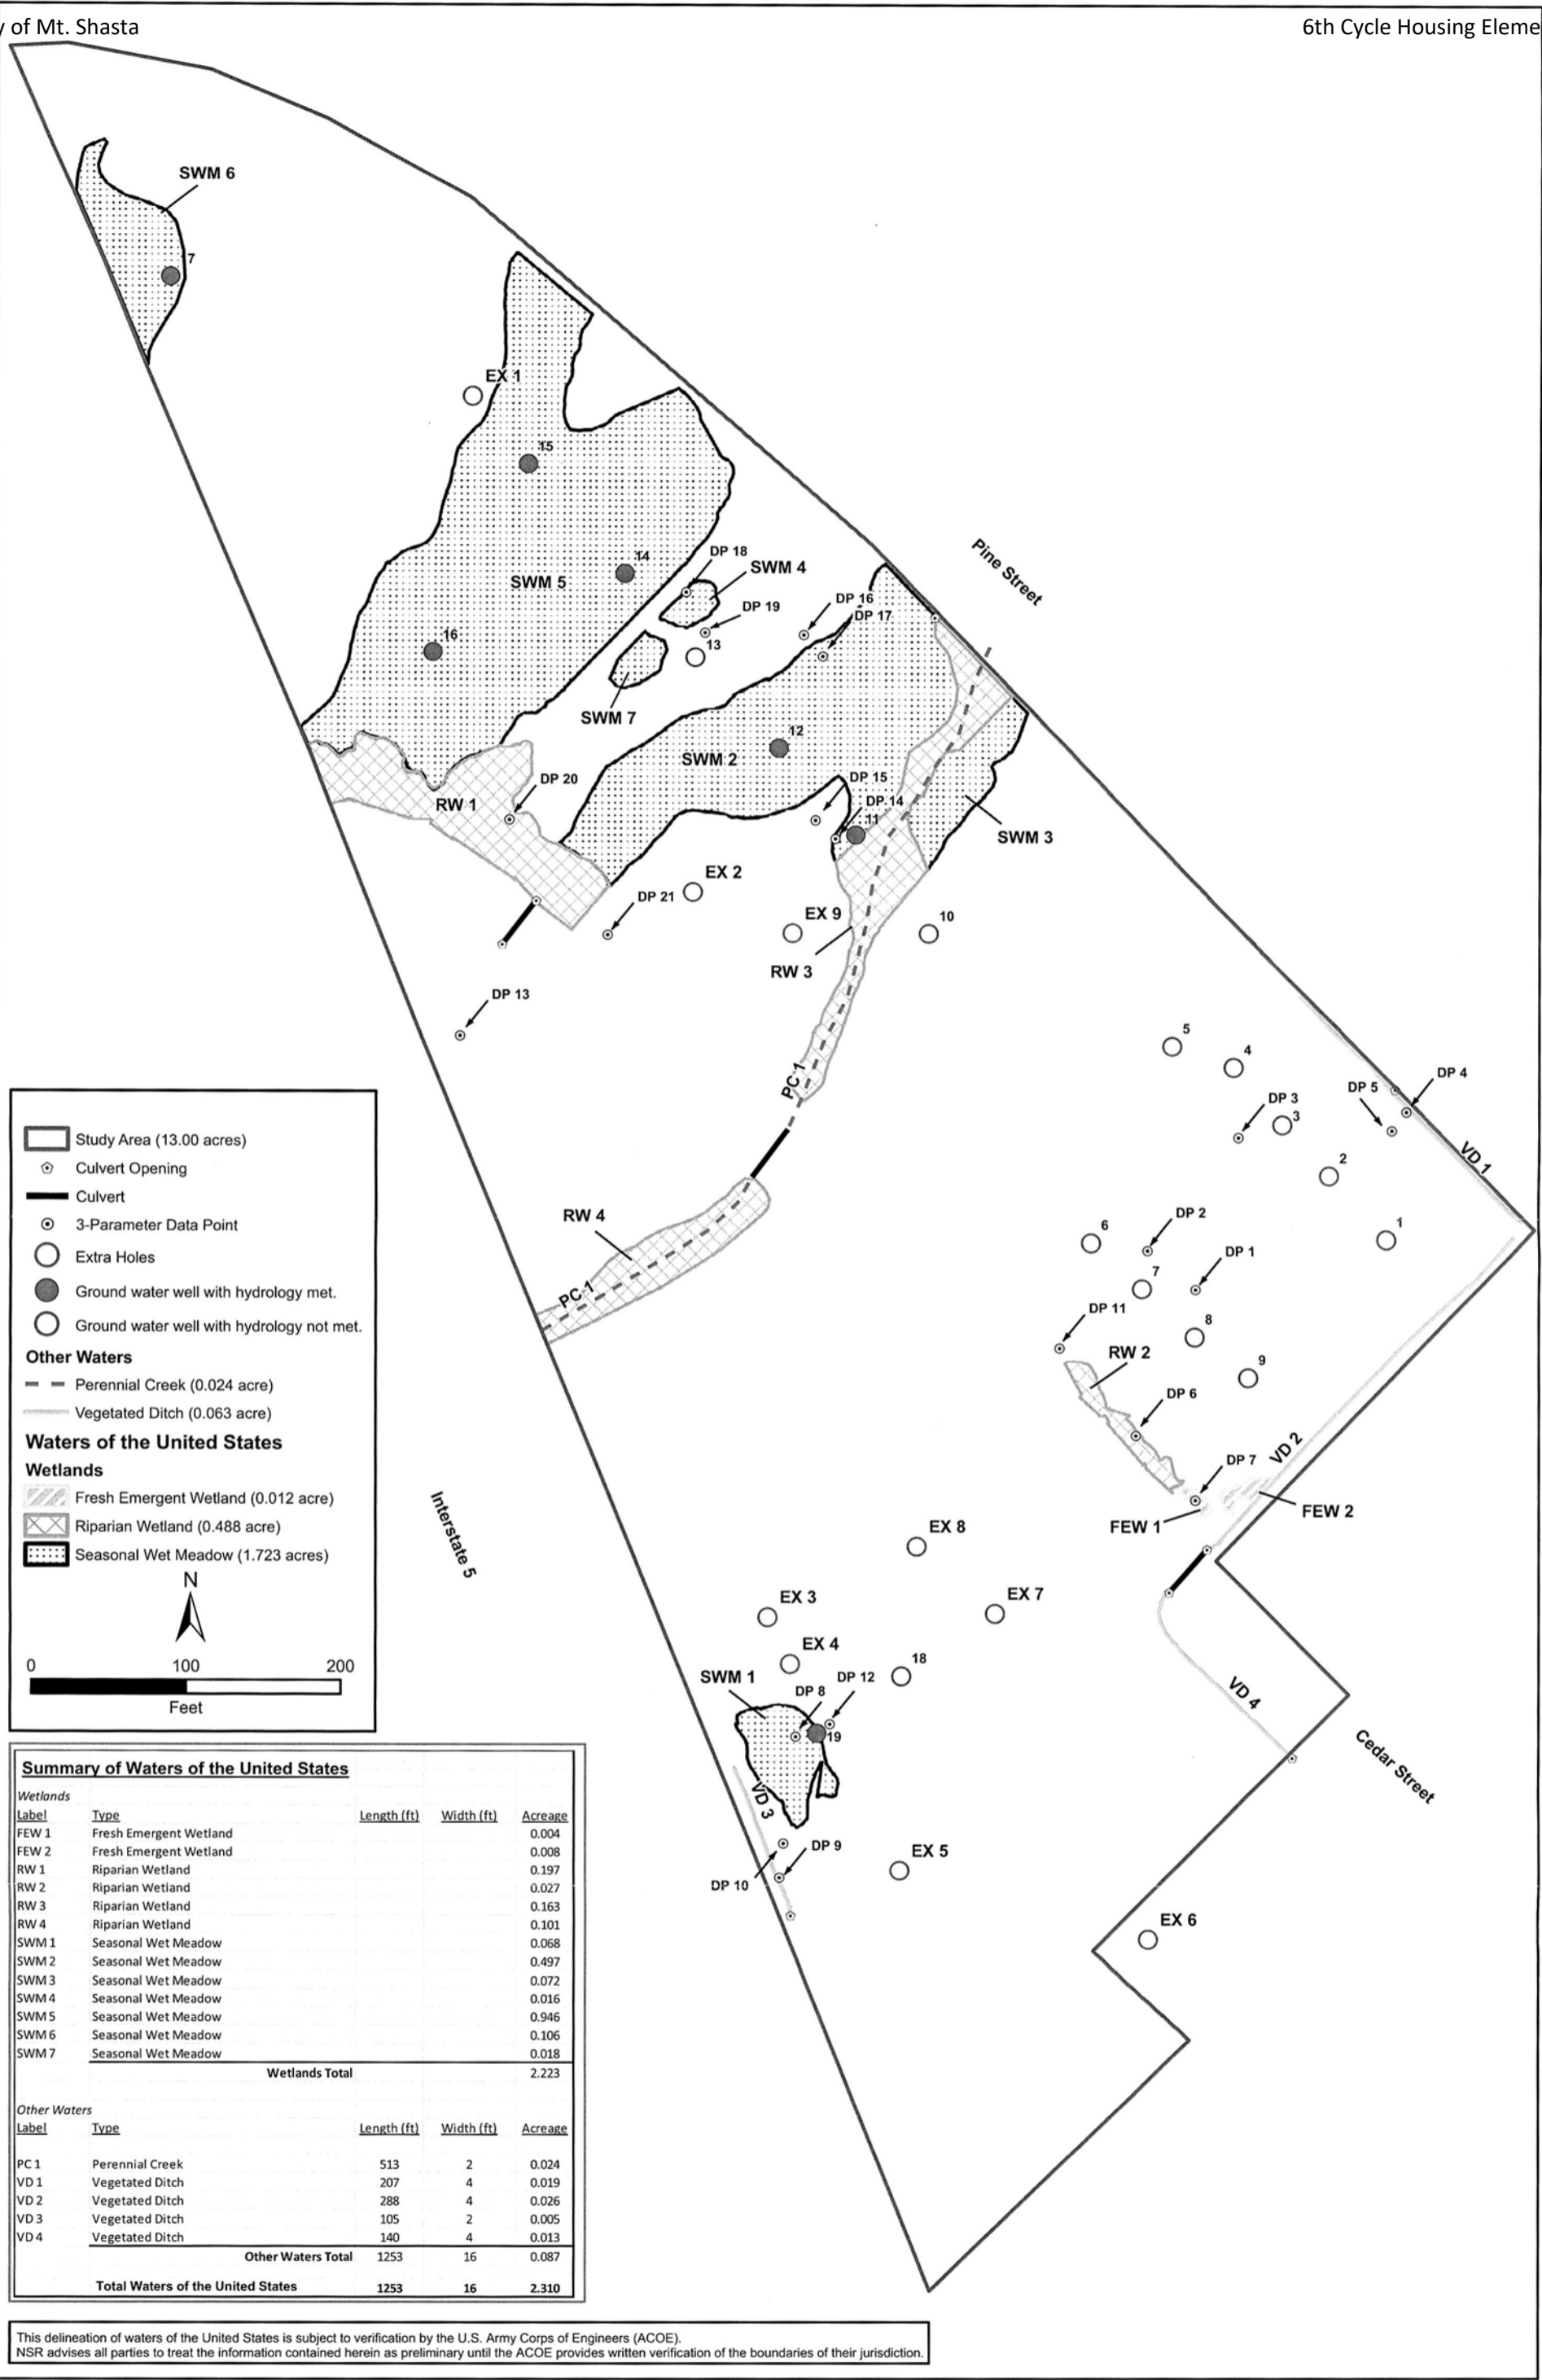 y of Mt. Shasta
6th Cycle Housing Eleme
SWM 6
7
EX 1
15
14
SWM 5
DP 18
SWM 4
DP 19
13
16
SWM 7
DP 16
DP 17
Pine Street
12
SWM 2
DP 15
DP 14
11
SWM 3
DP 20
RW 1
EX 2
DP 21
EX 9
10
RW 3
DP 13
PC 1
5
4
DP 4
DP 5
DP 3
3
VD 1
2
RW 4
DP 2
6
1
DP 1
7
PC 1
DP 11
8
RW 2
9
DP 6
VD 2
DP 7
FEW 1
FEW 2
Interstate 5
EX 8
EX 3
EX 7
EX 4
18
SWM 1
DP 12
DP 8
19
VD 4
Cedar Street
VD 3
DP 9
DP 10
EX 5
EX 6
Study Area (13.00 acres)
Culvert Opening
Culvert
3-Parameter Data Point
Extra Holes
Ground water well with hydrology met.
Ground water well with hydrology not met.
Other Waters
Perennial Creek (0.024 acre)
Vegetated Ditch (0.063 acre)
Waters of the United States
Wetlands
Fresh Emergent Wetland (0.012 acre)
Riparian Wetland (0.488 acre)
Seasonal Wet Meadow (1.723 acres)
N
0 100 200
Feet
Summary of Waters of the United States
Wetlands
Label Type Length (ft) Width (ft) Acreage
FEW 1 Fresh Emergent Wetland 0.004
FEW 2 Fresh Emergent Wetland 0.008
RW 1 Riparian Wetland 0.197
RW 2 Riparian Wetland 0.027
RW 3 Riparian Wetland 0.163
RW 4 Riparian Wetland 0.101
SWM 1 Seasonal Wet Meadow 0.068
SWM 2 Seasonal Wet Meadow 0.497
SWM 3 Seasonal Wet Meadow 0.072
SWM 4 Seasonal Wet Meadow 0.016
SWM 5 Seasonal Wet Meadow 0.946
SWM 6 Seasonal Wet Meadow 0.106
SWM 7 Seasonal Wet Meadow 0.018
Wetlands Total 2.223
Other Waters
Label Type Length (ft) Width (ft) Acreage
PC 1 Perennial Creek 513 2 0.024
VD 1 Vegetated Ditch 207 4 0.019
VD 2 Vegetated Ditch 288 4 0.026
VD 3 Vegetated Ditch 105 2 0.005
VD 4 Vegetated Ditch 140 4 0.013
Other Waters Total 1253 16 0.087
Total Waters of the United States 1253 16 2.310
This delineation of waters of the United States is subject to verification by the U.S. Army Corps of Engineers (ACOE).
NSR advises all parties to treat the information contained herein as preliminary until the ACOE provides written verification of the boundaries of their jurisdiction.